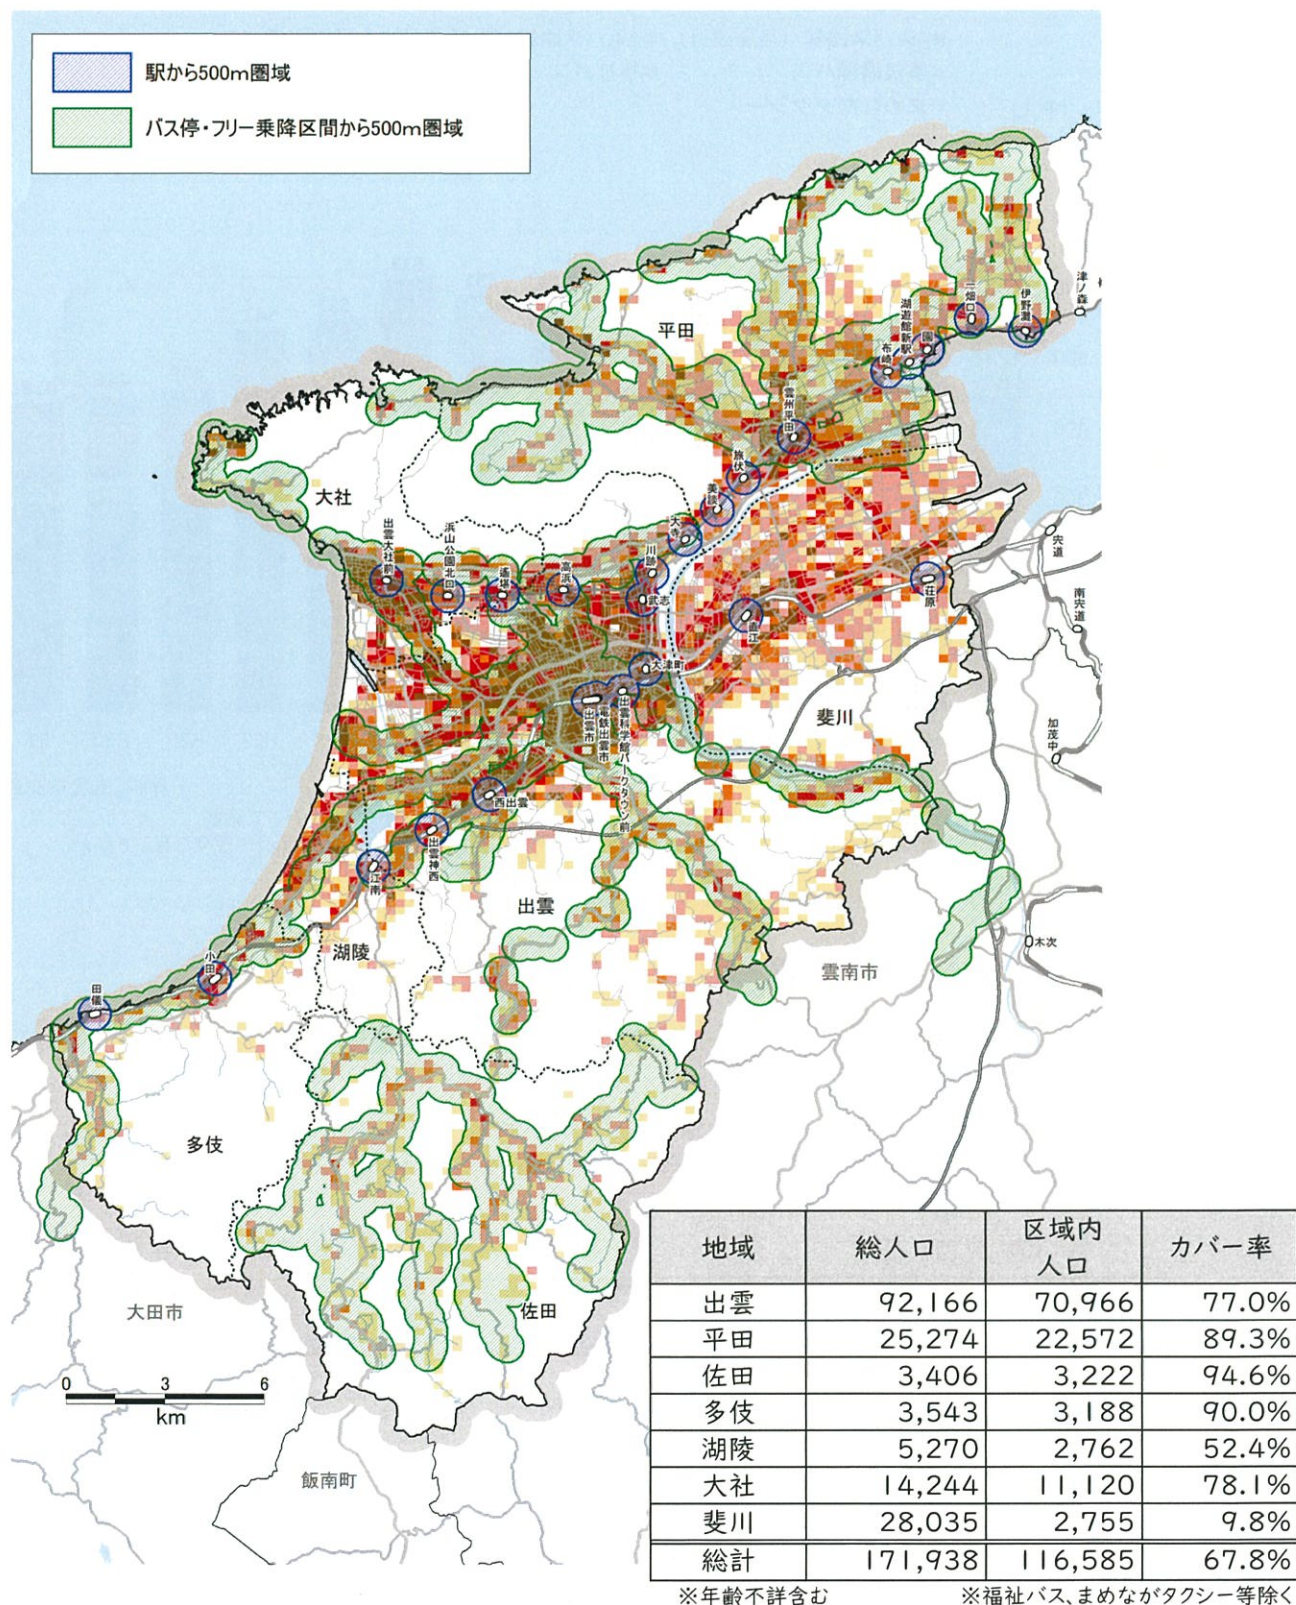 駅から500m圏域
バス停・フリー乗降区間から500m圏域
津ノ森
伊野灘
一畑口
園
湖遊館新駅
布崎
平田
雲州平田
旅伏
美談
大寺
大社
出雲大社前
浜山公園北口
遙堪
高浜
川跡
武志
宍道
荘原
南宍道
直江
大津町
斐川
出雲科学館パークタウン前
電鉄出雲市
出雲市
加茂中
西出雲
出雲神西
江南
出雲
湖陵
木次
雲南市
小田
田儀
多伎
佐田
大田市
飯南町
0 3 6
km
地域 総人口 区域内人口 カバー率
出雲 92,166 70,966 77.0%
平田 25,274 22,572 89.3%
佐田 3,406 3,222 94.6%
多伎 3,543 3,188 90.0%
湖陵 5,270 2,762 52.4%
大社 14,244 11,120 78.1%
斐川 28,035 2,755 9.8%
総計 171,938 116,585 67.8%
※年齢不詳含む ※福祉バス、まめながタクシー等除く